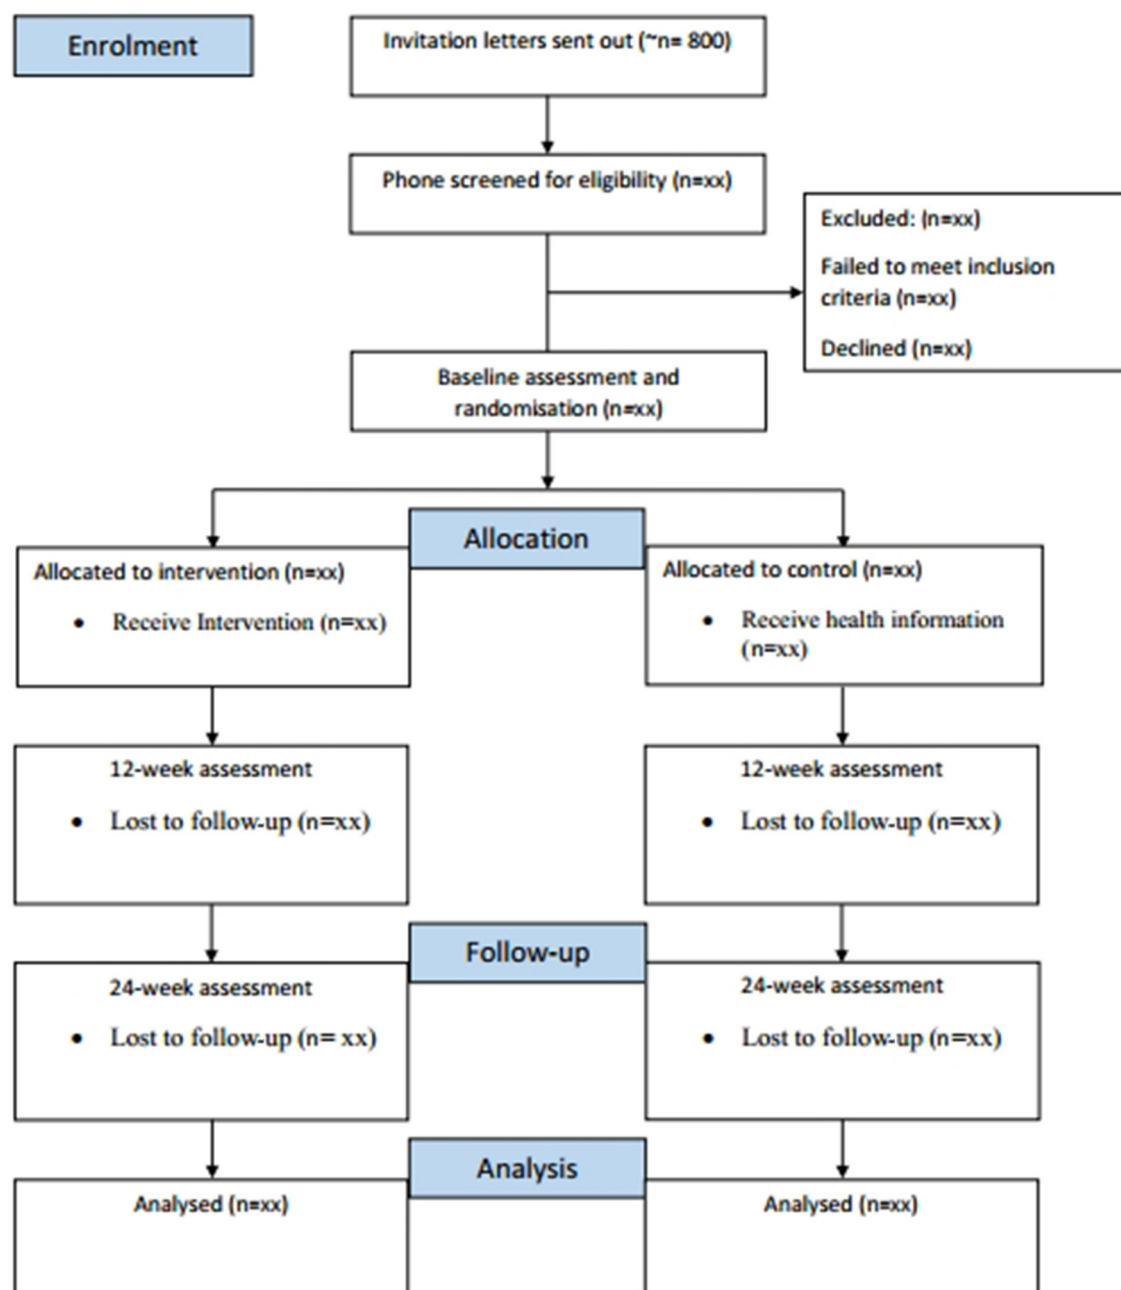 Enrolment
Invitation letters sent out (~n= 800)
Phone screened for eligibility (n=xx)
Excluded: (n=xx)
Failed to meet inclusion
criteria (n=xx)
Declined (n=xx)
Baseline assessment and
randomisation (n=xx)
Allocation
Allocated to intervention (n=xx)
• Receive Intervention (n=xx)
Allocated to control (n=xx)
• Receive health information
(n=xx)
12-week assessment
• Lost to follow-up (n=xx)
12-week assessment
• Lost to follow-up (n=xx)
Follow-up
24-week assessment
• Lost to follow-up (n= xx)
24-week assessment
• Lost to follow-up (n=xx)
Analysis
Analysed (n=xx)
Analysed (n=xx)